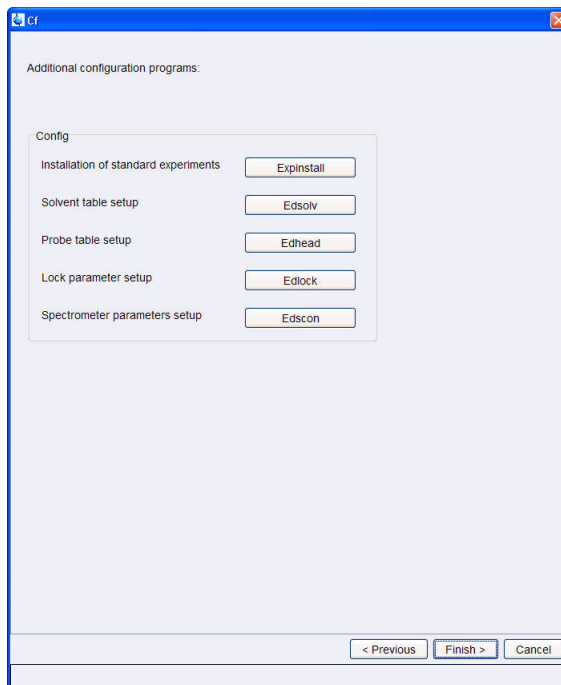 Cf
Additional configuration programs:
Config
Installation of standard experiments Expinstall
Solvent table setup Edsolv
Probe table setup Edhead
Lock parameter setup Edlock
Spectrometer parameters setup Edscon
< Previous Finish > Cancel